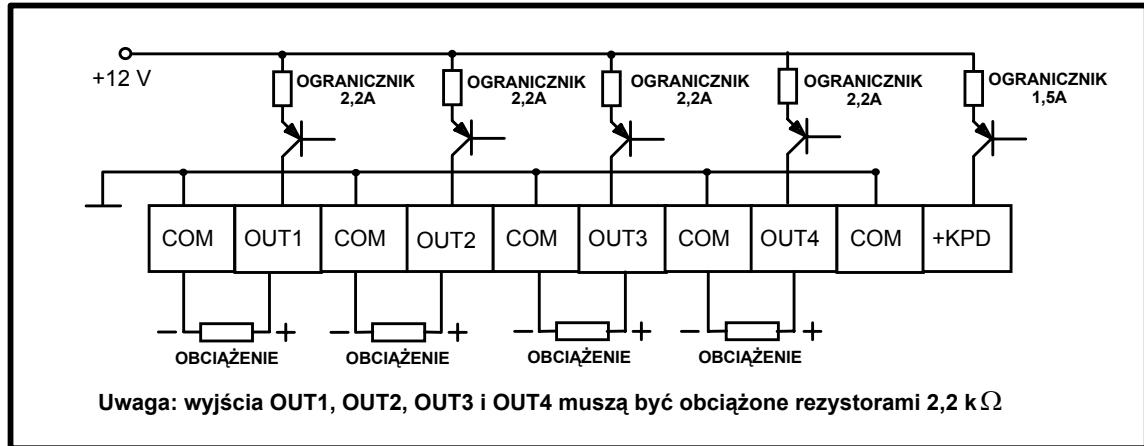 +12 V
OGRANICZNIK
2,2A
OGRANICZNIK
2,2A
OGRANICZNIK
2,2A
OGRANICZNIK
2,2A
OGRANICZNIK
1,5A
COM OUT1 COM OUT2 COM OUT3 COM OUT4 COM +KPD
− + − + − + − +
OBCIĄŻENIE OBCIĄŻENIE OBCIĄŻENIE OBCIĄŻENIE
Uwaga: wyjścia OUT1, OUT2, OUT3 i OUT4 muszą być obciążone rezystorami 2,2 kΩ